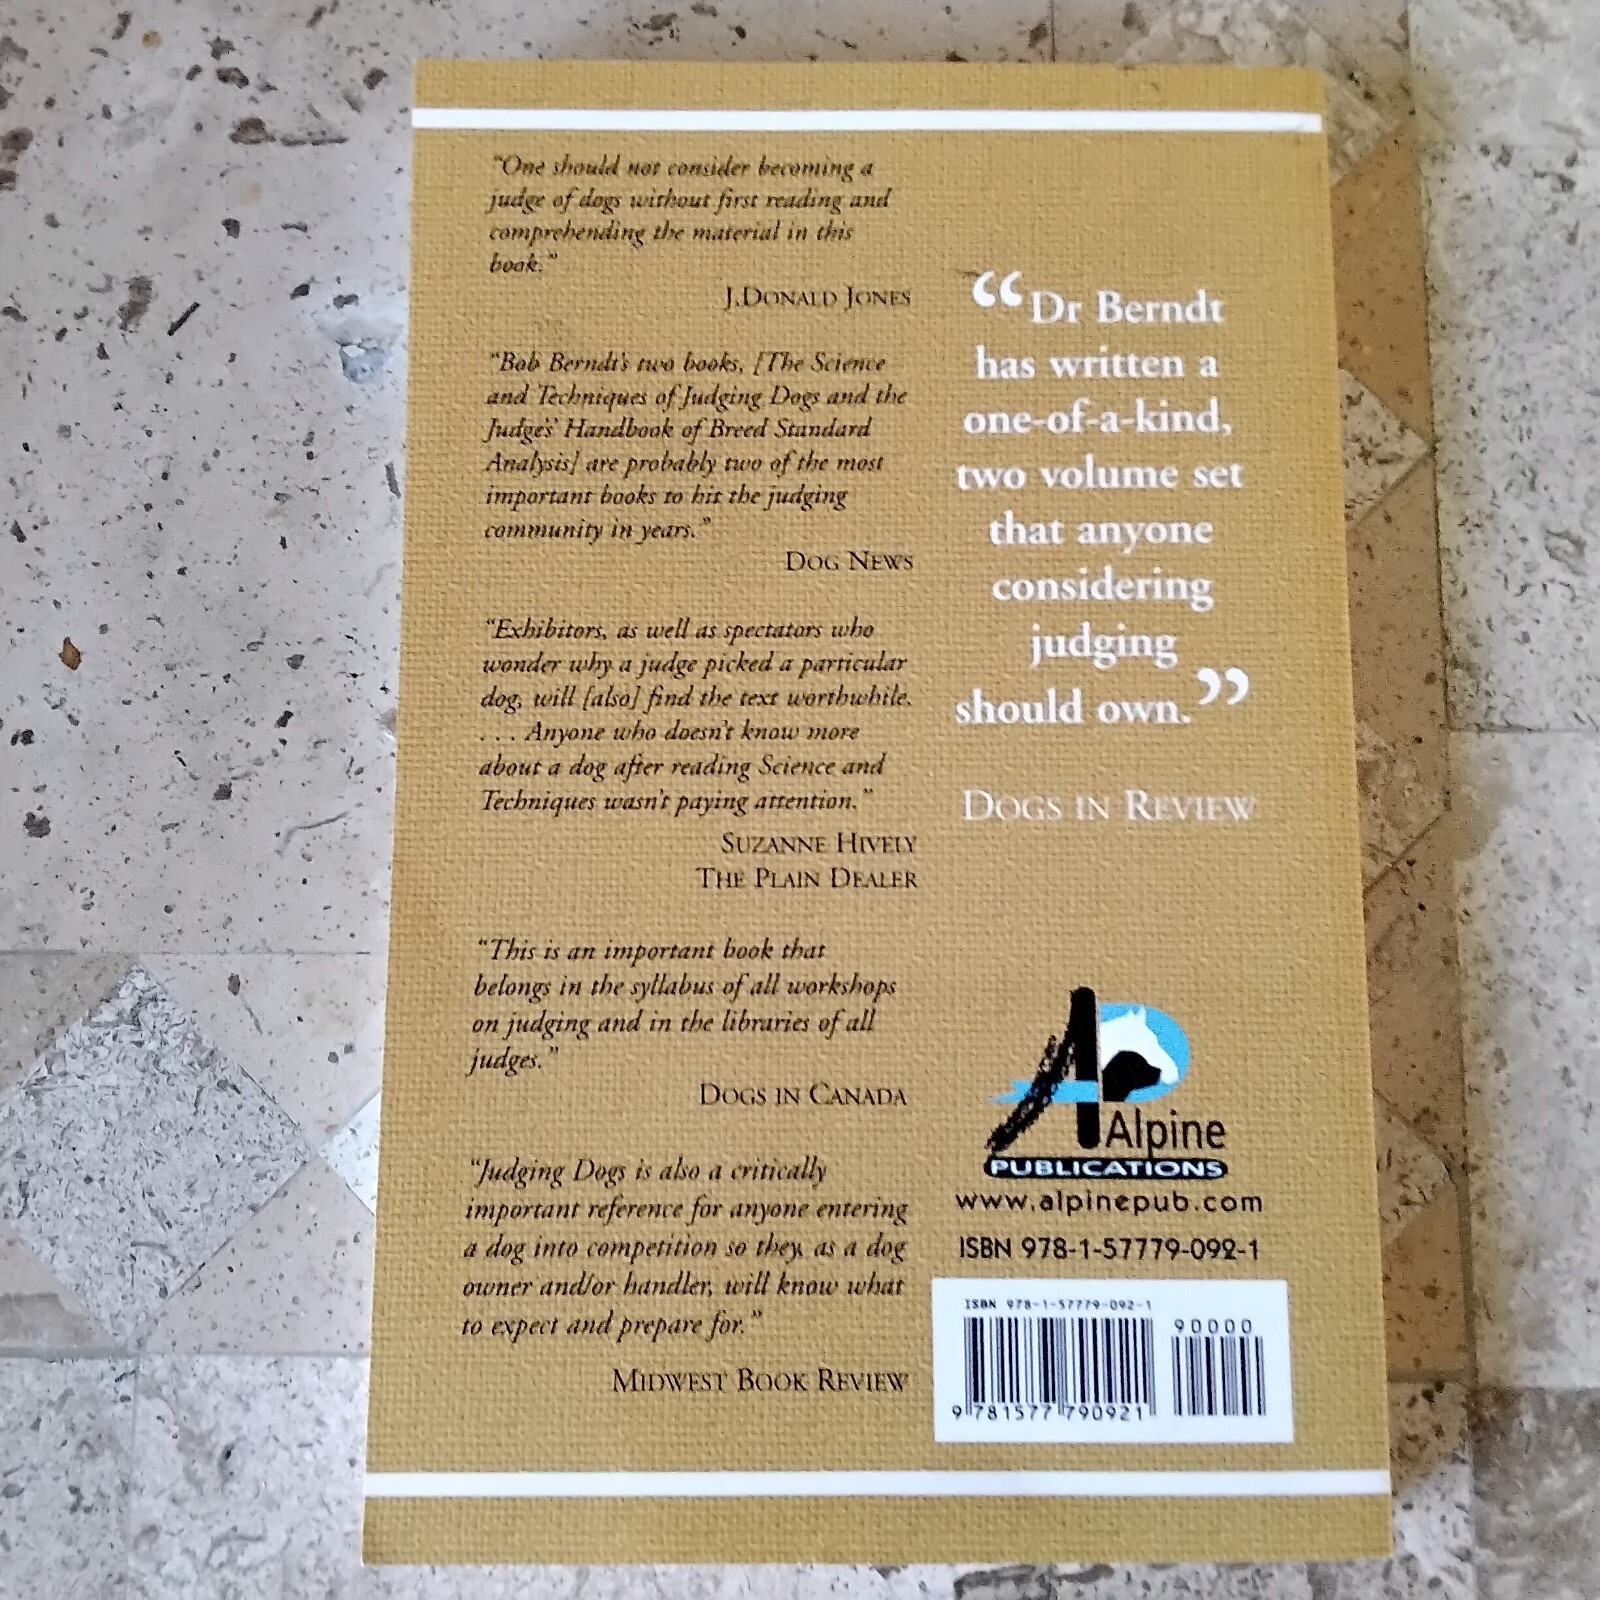 “One should not consider becoming a
judge of dogs without first reading and
comprehending the material in this
book.”
J.DONALD JONES
“Bob Berndt's two books, [The Science
and Techniques of Judging Dogs and the
Judge's' Handbook of Breed Standard
Analysis] are probably two of the most
important books to hit the judging
community in years.”
DOG NEWS
“Exhibitors, as well as spectators who
wonder why a judge picked a particular
dog, will [also] find the text worthwhile.
. . . Anyone who doesn't know more
about a dog after reading Science and
Techniques wasn't paying attention.”
SUZANNE HIVELY
THE PLAIN DEALER
“This is an important book that
belongs in the syllabus of all workshops
on judging and in the libraries of all
judges.”
DOGS IN CANADA
“Judging Dogs is also a critically
important reference for anyone entering
a dog into competition so they, as a dog
owner and/or handler, will know what
to expect and prepare for.”
MIDWEST BOOK REVIEW
“Dr Berndt
has written a
one-of-a-kind,
two volume set
that anyone
considering
judging
should own.”
DOGS IN REVIEW
AP
Alpine
PUBLICATIONS
www.alpinepub.com
ISBN 978-1-57779-092-1
ISBN 978-1-57779-092-1
90000
9 781577 790921